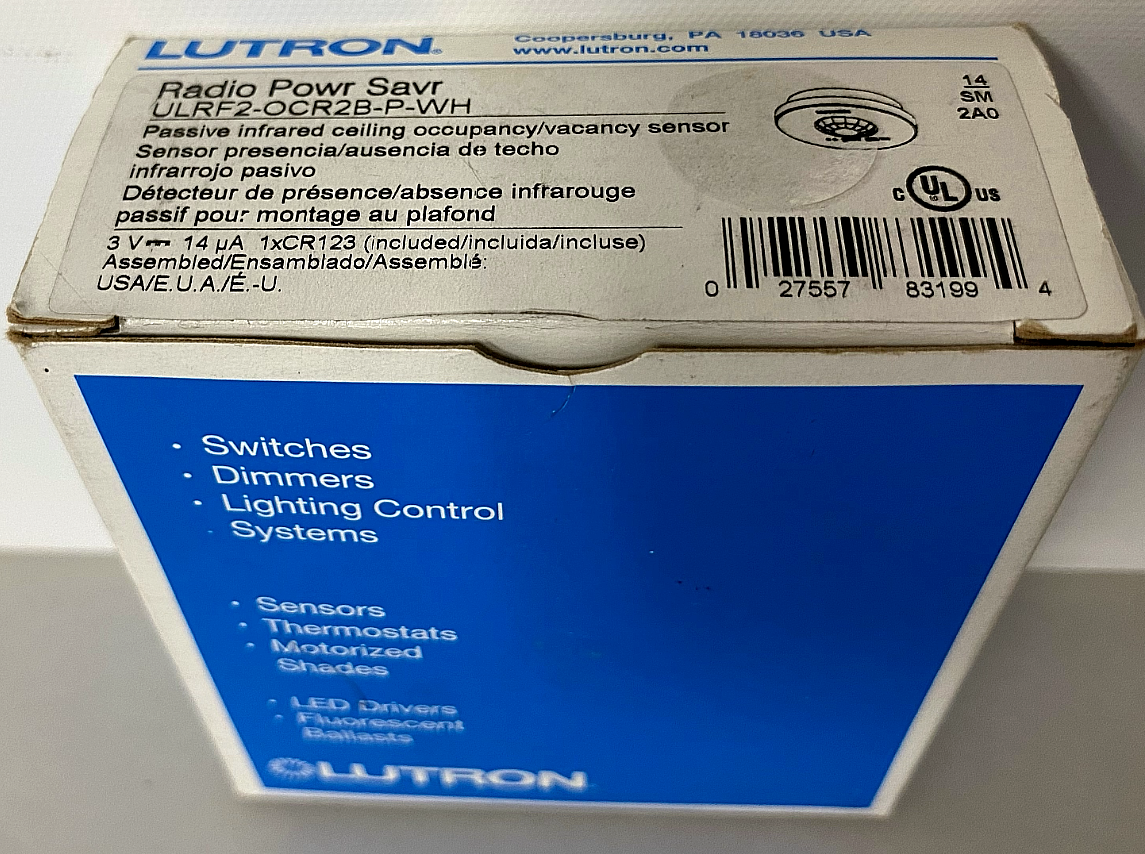 LUTRON®
Coopersburg, PA 18036 USA
www.lutron.com
Radio Powr Savr
ULRF2-OCR2B-P-WH
Passive infrared ceiling occupancy/vacancy sensor
Sensor presencia/ausencia de techo
infrarrojo pasivo
Détecteur de présence/absence infrarouge
passif pour montage au plafond
3 V⎓ 14 µA 1xCR123 (included/incluida/incluse)
Assembled/Ensamblado/Assemblé:
USA/E.U.A./É.-U.
14
SM
2A0
C UL US
0 27557 83199 4
• Switches
• Dimmers
• Lighting Control
Systems
• Sensors
• Thermostats
• Motorized
Shades
• LED Drivers
• Fluorescent
Ballasts
LUTRON